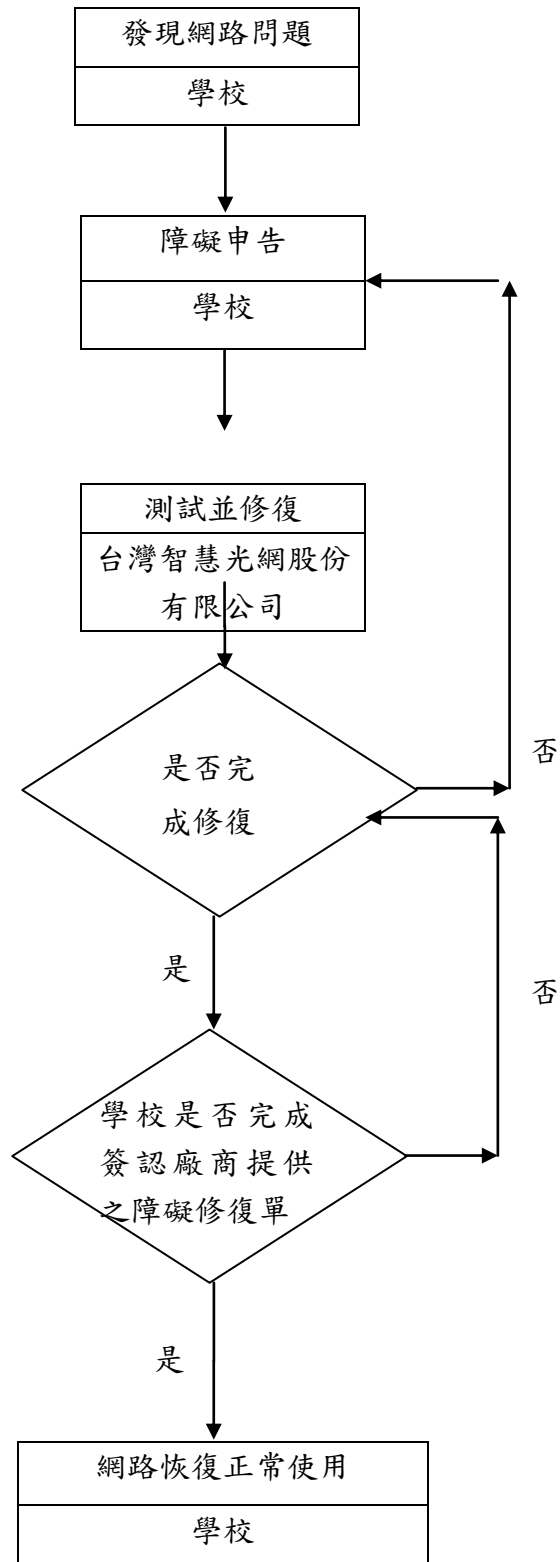 發現網路問題
學校
障礙申告
學校
測試並修復
台灣智慧光網股份
有限公司
是否完
成修復
否
是
否
學校是否完成
簽認廠商提供
之障礙修復單
是
網路恢復正常使用
學校